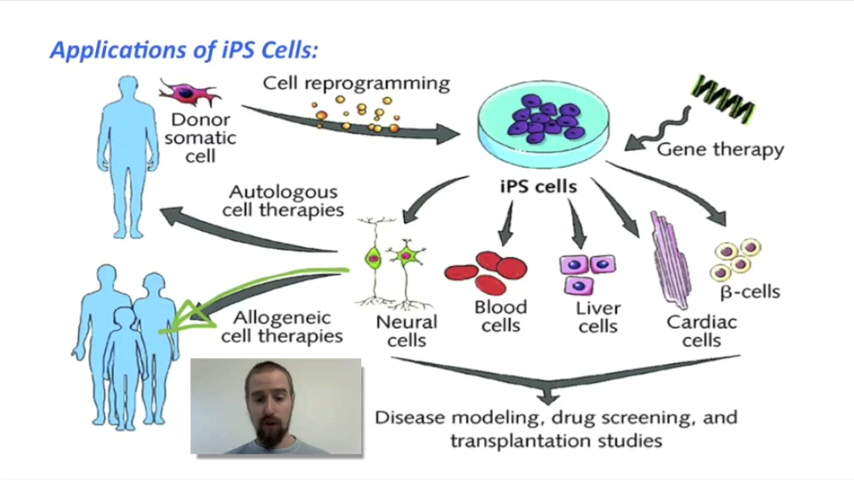 Applications of iPS Cells:
Cell reprogramming
Donor
somatic
cell
Gene therapy
iPS cells
Autologous
cell therapies
β-cells
Blood
cells
Liver
cells
Cardiac
cells
Neural
cells
Allogeneic
cell therapies
Disease modeling, drug screening, and
transplantation studies